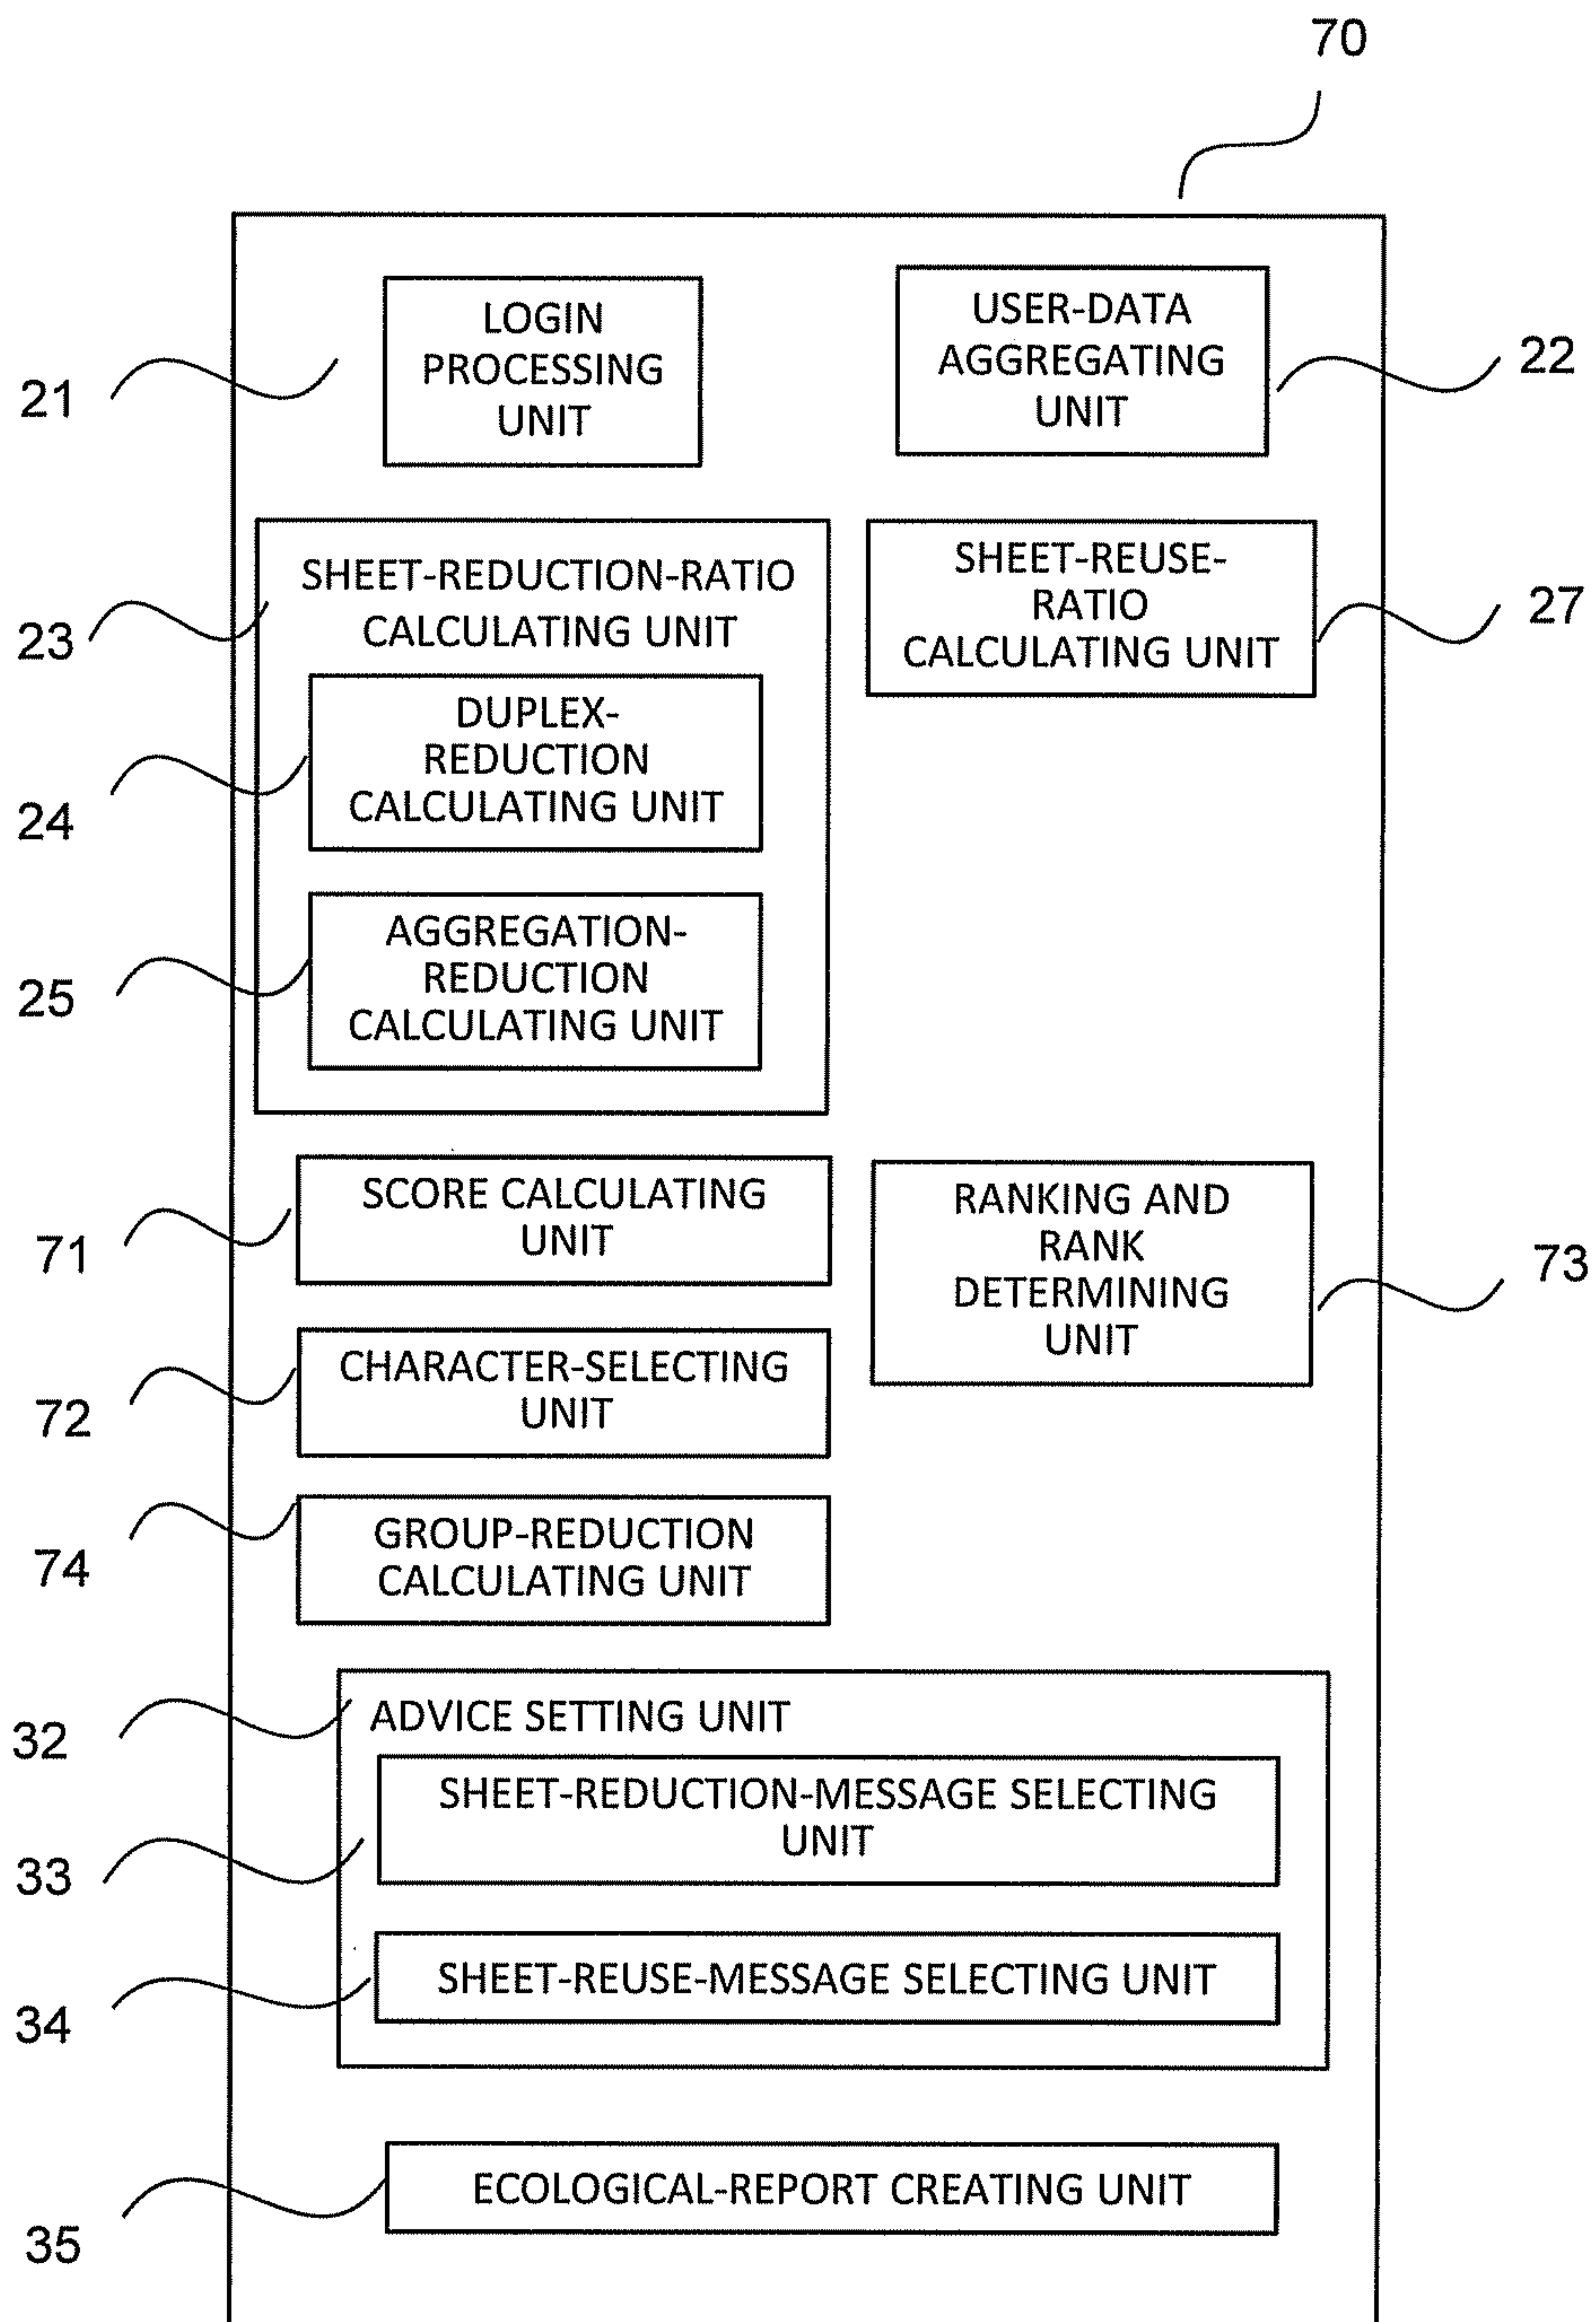 70
LOGIN
PROCESSING
UNIT
21
USER-DATA
AGGREGATING
UNIT
22
SHEET-REDUCTION-RATIO
CALCULATING UNIT
23
SHEET-REUSE-
RATIO
CALCULATING UNIT
27
DUPLEX-
REDUCTION
CALCULATING UNIT
24
AGGREGATION-
REDUCTION
CALCULATING UNIT
25
SCORE CALCULATING
UNIT
71
RANKING AND
RANK
DETERMINING
UNIT
73
CHARACTER-SELECTING
UNIT
72
GROUP-REDUCTION
CALCULATING UNIT
74
ADVICE SETTING UNIT
32
SHEET-REDUCTION-MESSAGE SELECTING
UNIT
33
SHEET-REUSE-MESSAGE SELECTING UNIT
34
ECOLOGICAL-REPORT CREATING UNIT
35